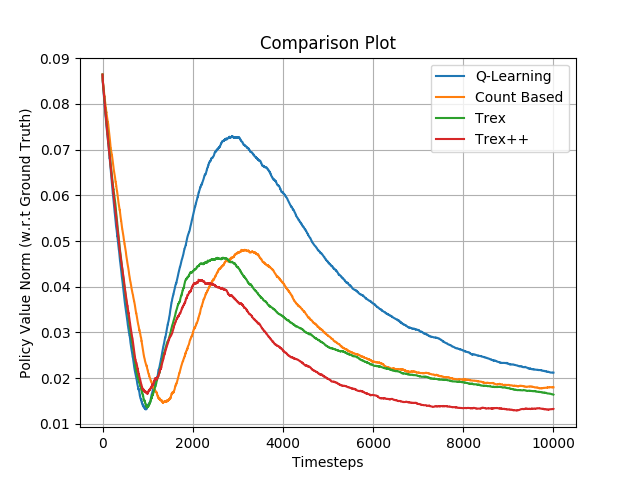 Comparison Plot
Policy Value Norm (w.r.t Ground Truth)
0.09
0.08
0.07
0.06
0.05
0.04
0.03
0.02
0.01
Q-Learning
Count Based
Trex
Trex++
0
2000
4000
6000
8000
10000
Timesteps